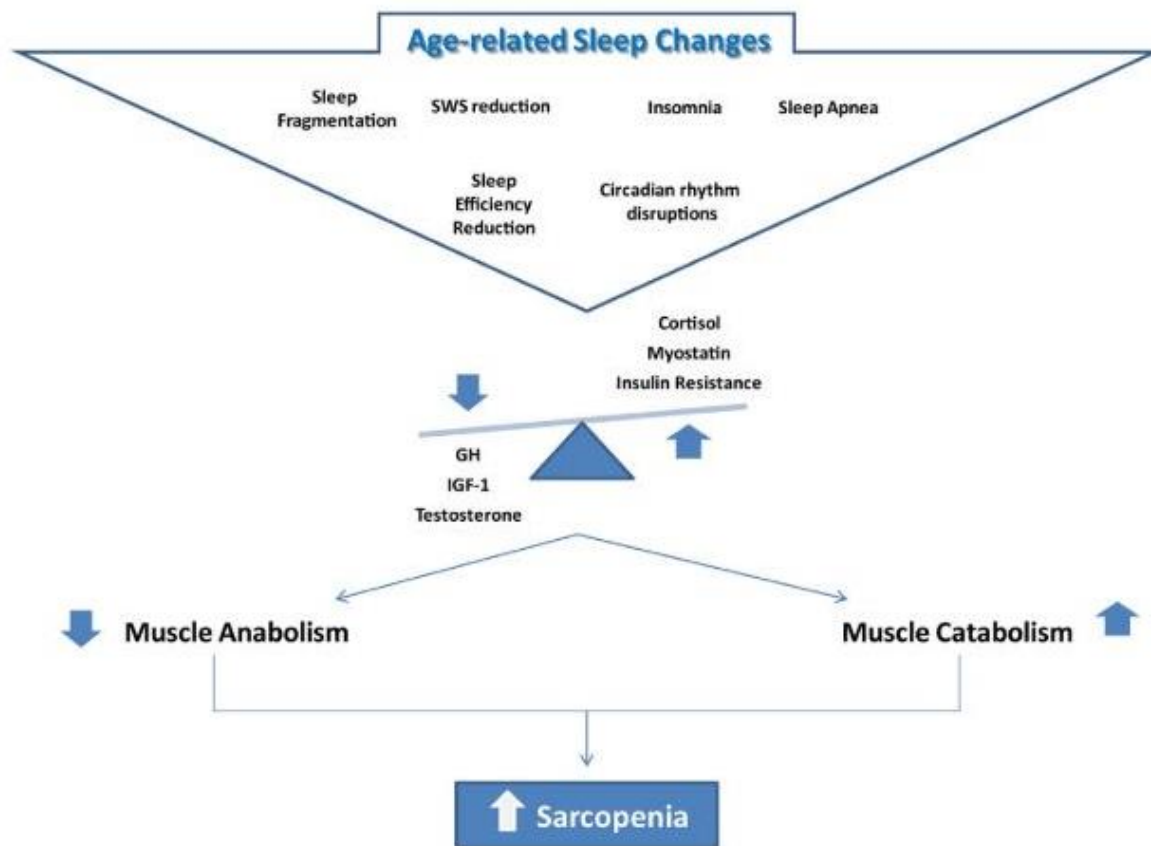 Age-related Sleep Changes
Sleep
Fragmentation
SWS reduction
Insomnia
Sleep Apnea
Sleep
Efficiency
Reduction
Circadian rhythm
disruptions
Cortisol
Myostatin
Insulin Resistance
GH
IGF-1
Testosterone
Muscle Anabolism
Muscle Catabolism
Sarcopenia